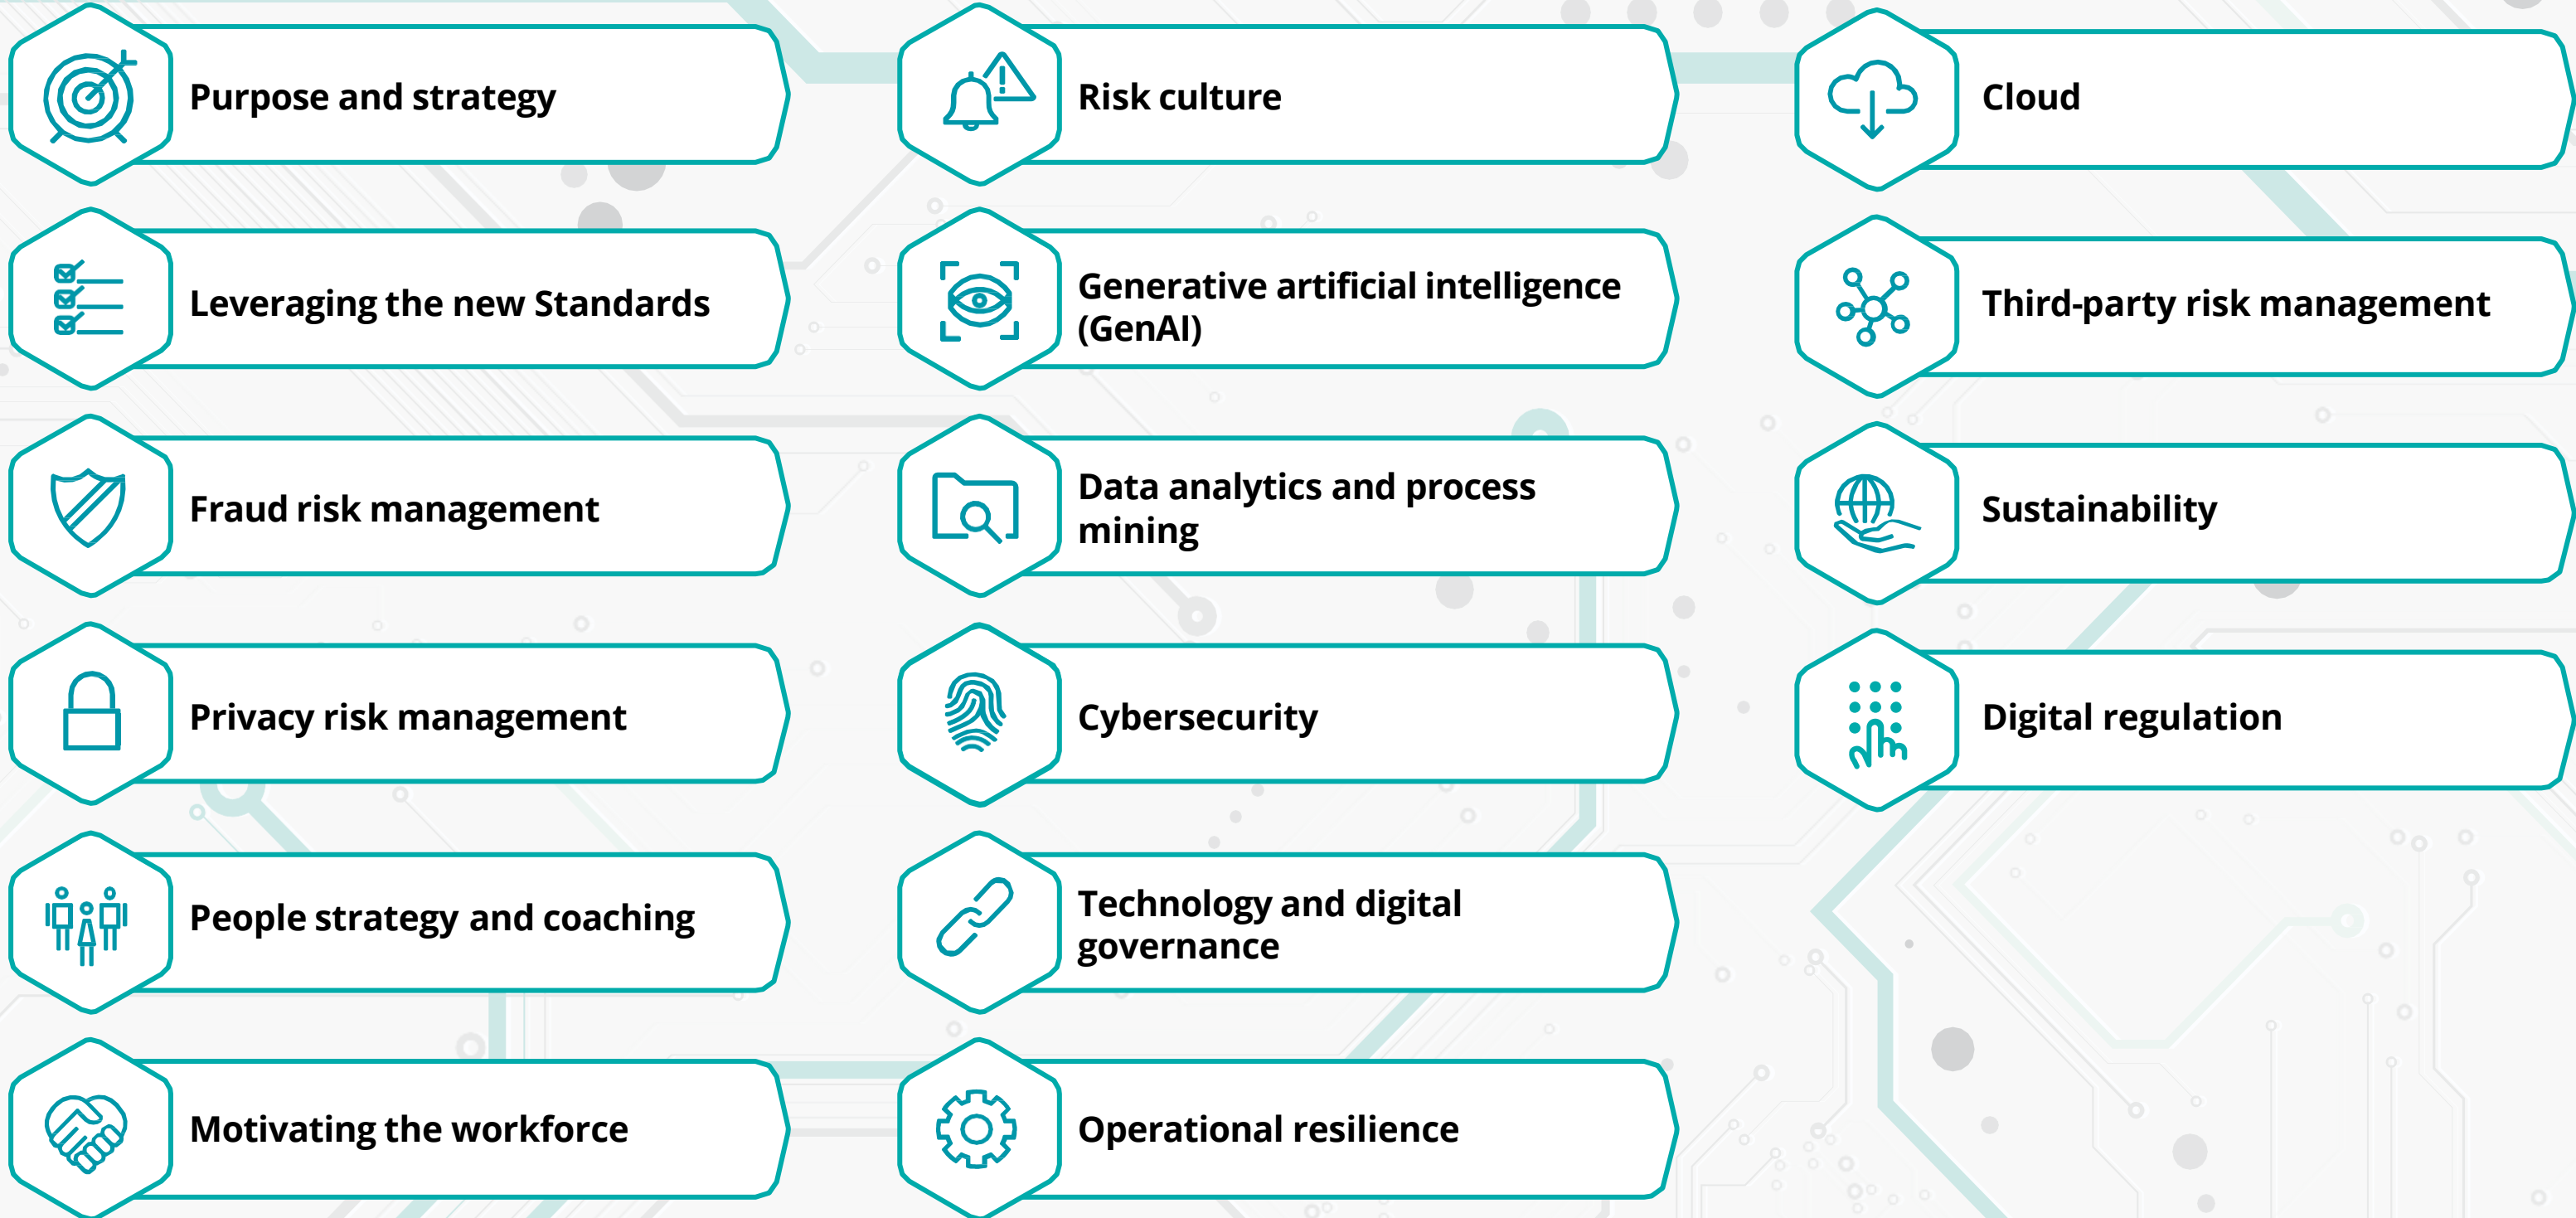 Purpose and strategy
Leveraging the new Standards
Fraud risk management
Privacy risk management
People strategy and coaching
Motivating the workforce
Risk culture
Generative artificial intelligence
(GenAI)
Data analytics and process
mining
Cybersecurity
Technology and digital
governance
Operational resilience
Cloud
Third-party risk management
Sustainability
Digital regulation